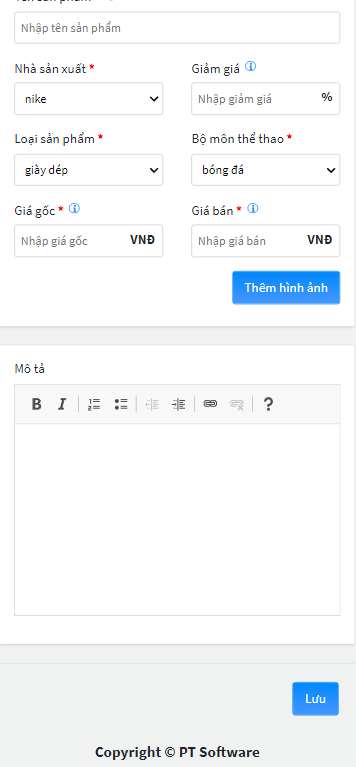 Tên sản phẩm *
Nhập tên sản phẩm
Nhà sản xuất * Giảm giá
nike Nhập giảm giá %
Loại sản phẩm * Bộ môn thể thao *
giày dép bóng đá
Giá gốc * Giá bán *
Nhập giá gốc VNĐ Nhập giá bán VNĐ
Thêm hình ảnh
Mô tả
B I ?
Lưu
Copyright © PT Software